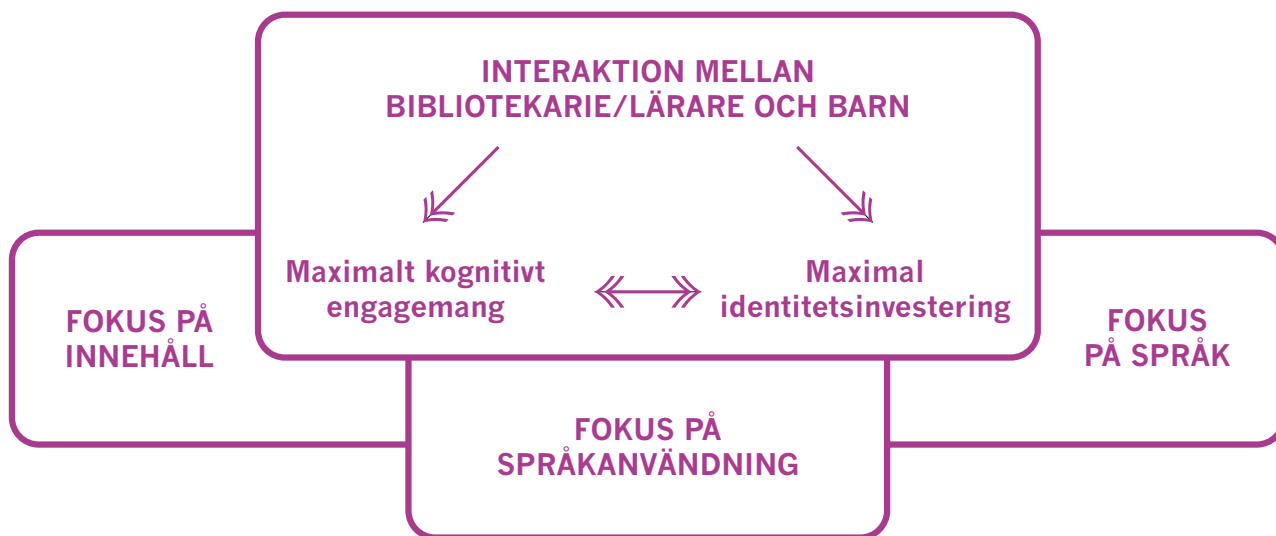 INTERAKTION MELLAN
BIBLIOTEKARIE/LÄRARE OCH BARN
Maximalt kognitivt
engagemang
Maximal
identitetsinvestering
FOKUS PÅ
INNEHÅLL
FOKUS PÅ
SPRÅKANVÄNDNING
FOKUS
PÅ SPRÅK